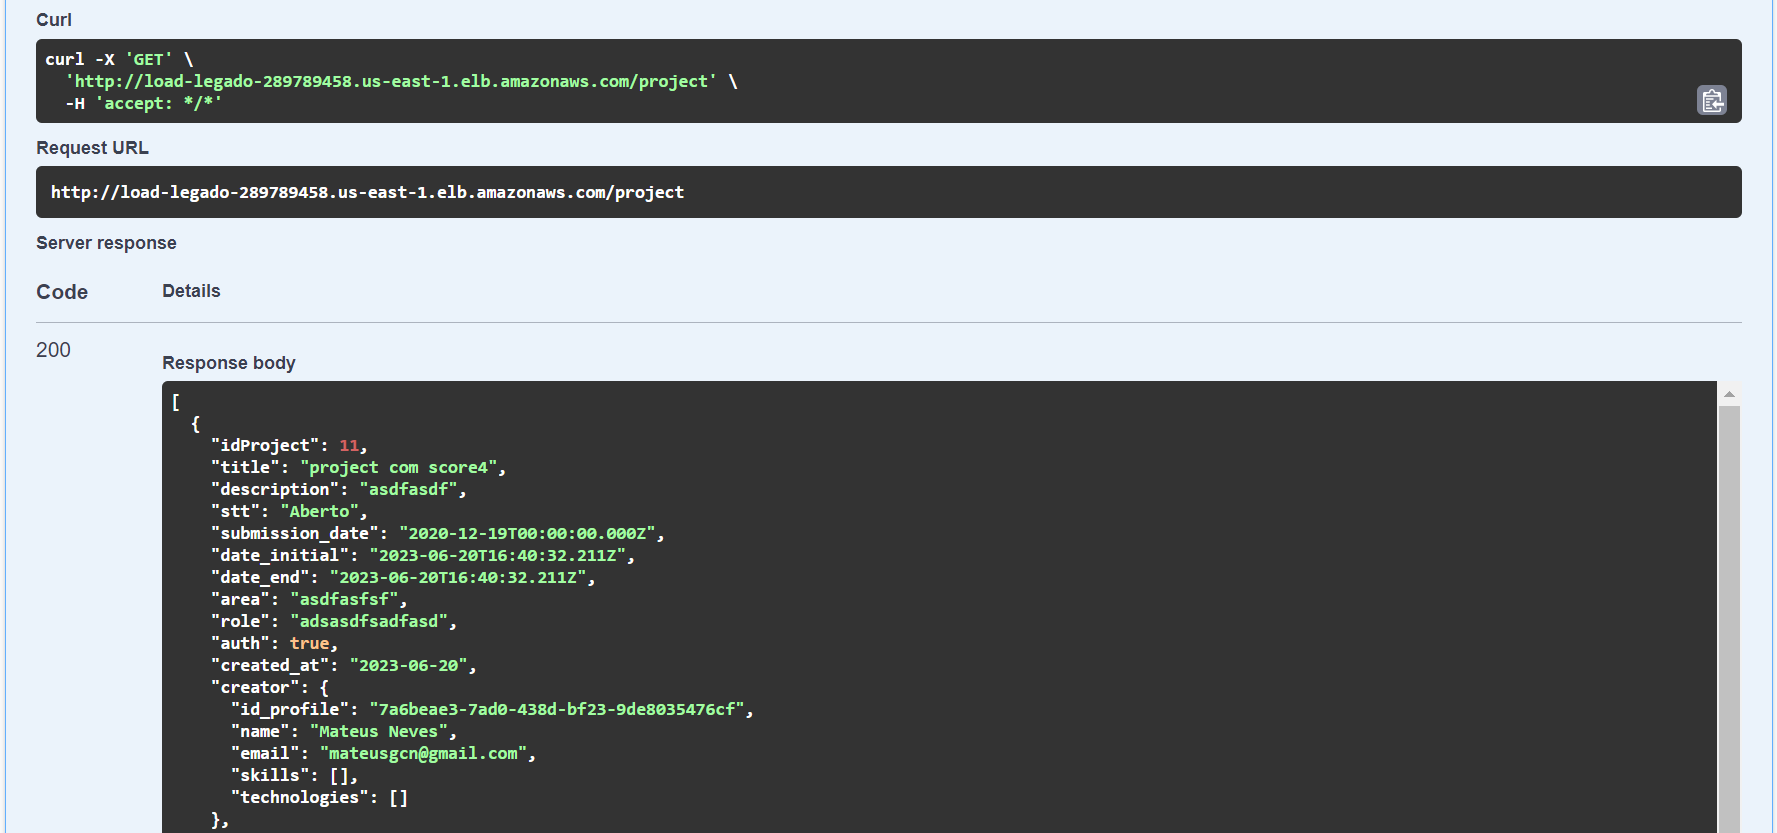 Curl
curl -X 'GET' \
  'http://load-legado-289789458.us-east-1.elb.amazonaws.com/project' \
  -H 'accept: */*'
Request URL
http://load-legado-289789458.us-east-1.elb.amazonaws.com/project
Server response
Code Details
200
Response body
[
  {
    "idProject": 11,
    "title": "project com score4",
    "description": "asdfasdf",
    "stt": "Aberto",
    "submission_date": "2020-12-19T00:00:00.000Z",
    "date_initial": "2023-06-20T16:40:32.211Z",
    "date_end": "2023-06-20T16:40:32.211Z",
    "area": "asdfasfsf",
    "role": "adsasdfsadfasd",
    "auth": true,
    "created_at": "2023-06-20",
    "creator": {
      "id_profile": "7a6beae3-7ad0-438d-bf23-9de8035476cf",
      "name": "Mateus Neves",
      "email": "mateusgcn@gmail.com",
      "skills": [],
      "technologies": []
    },